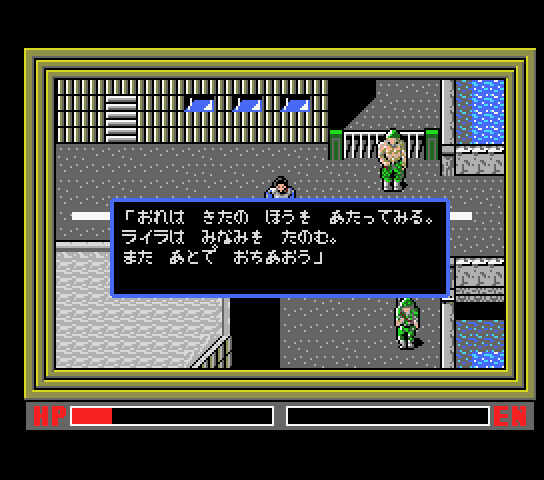 「おれは　きたの　ほうを　あたってみる。
ライラは　みなみを　たのむ。
また　あとで　おちあおう」
HP
EN